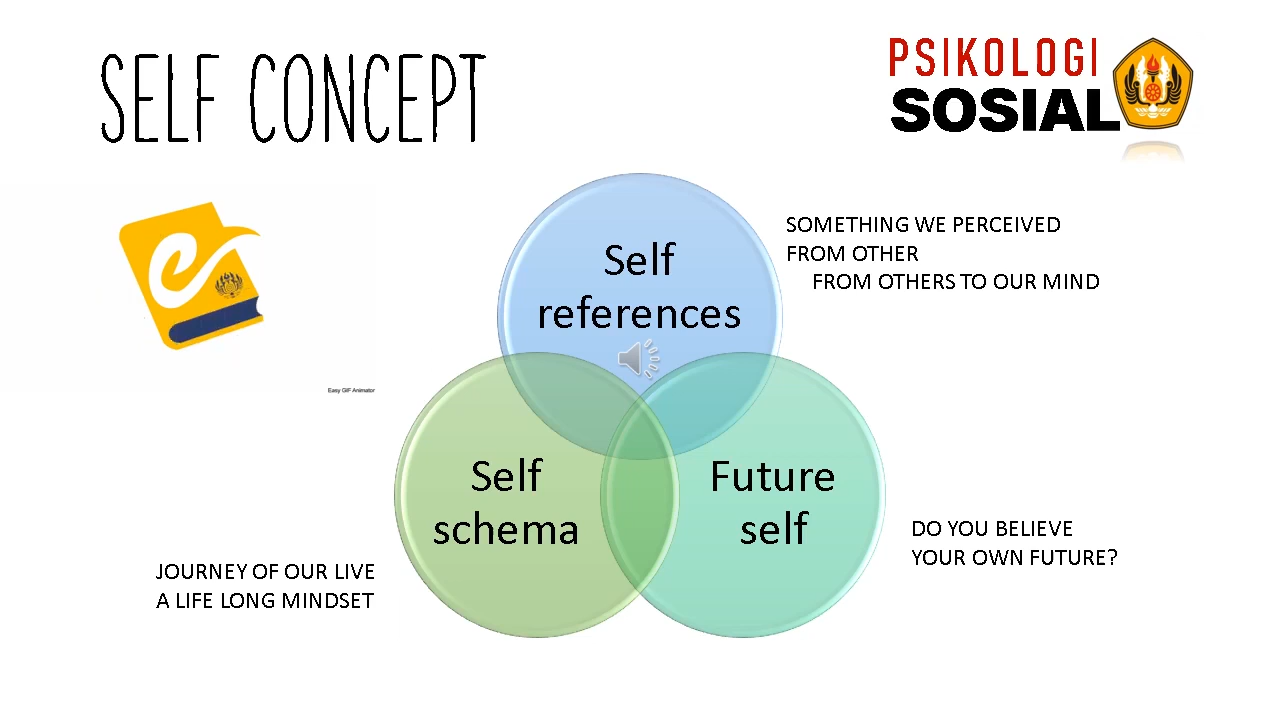 SELF CONCEPT
PSIKOLOGI
SOSIAL
Easy GIF Animator
Self
references
SOMETHING WE PERCEIVED
FROM OTHER
FROM OTHERS TO OUR MIND
Self
schema
JOURNEY OF OUR LIVE
A LIFE LONG MINDSET
Future
self
DO YOU BELIEVE
YOUR OWN FUTURE?